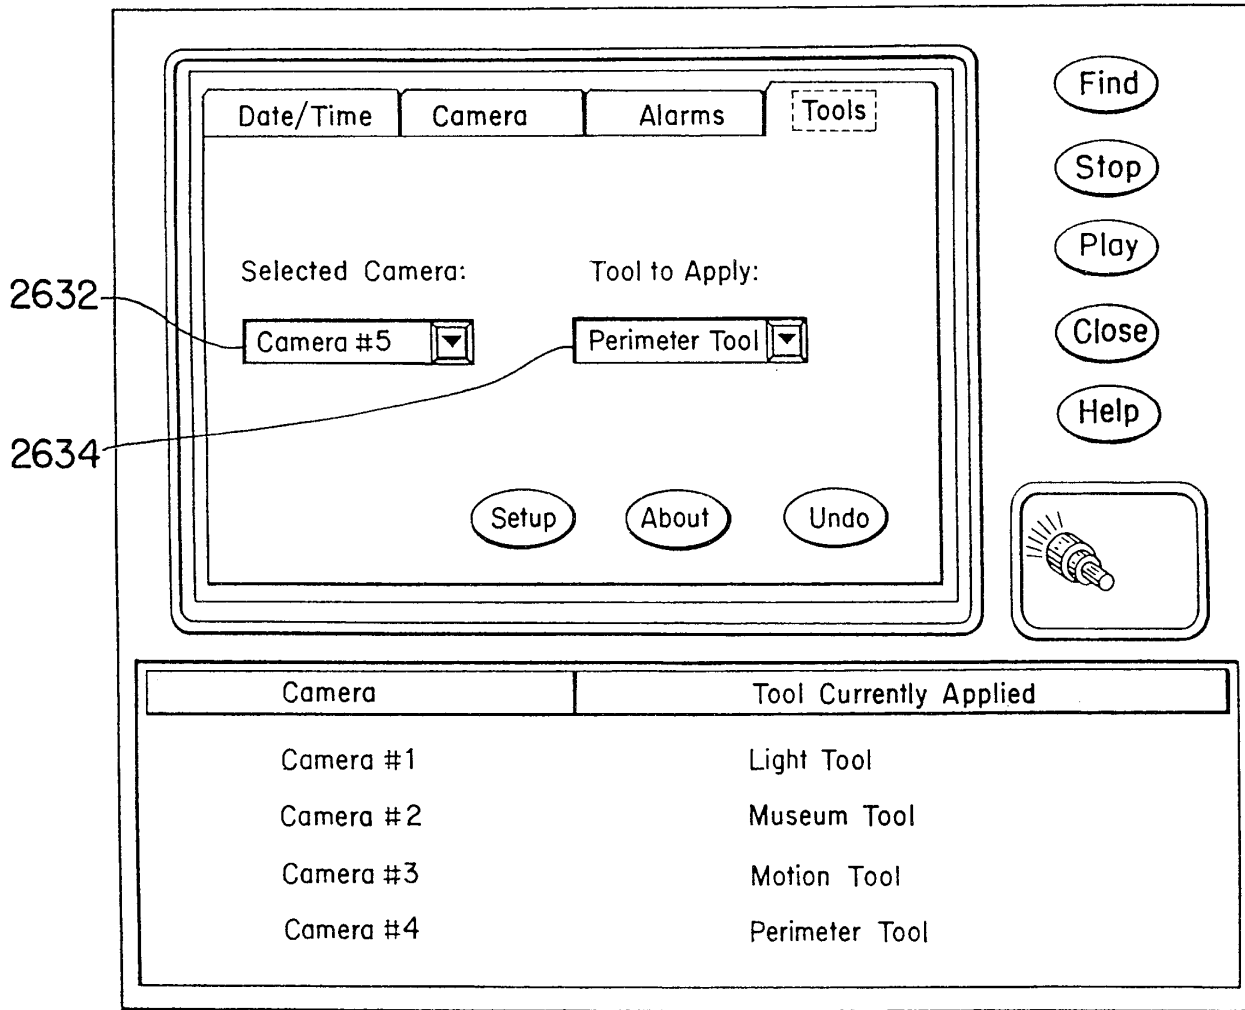 Date/Time Camera Alarms Tools
Find
Stop
Play
Close
Help
Selected Camera: Tool to Apply:
2632
Camera #5 Perimeter Tool
2634
Setup About Undo
Camera Tool Currently Applied
Camera #1 Light Tool
Camera #2 Museum Tool
Camera #3 Motion Tool
Camera #4 Perimeter Tool